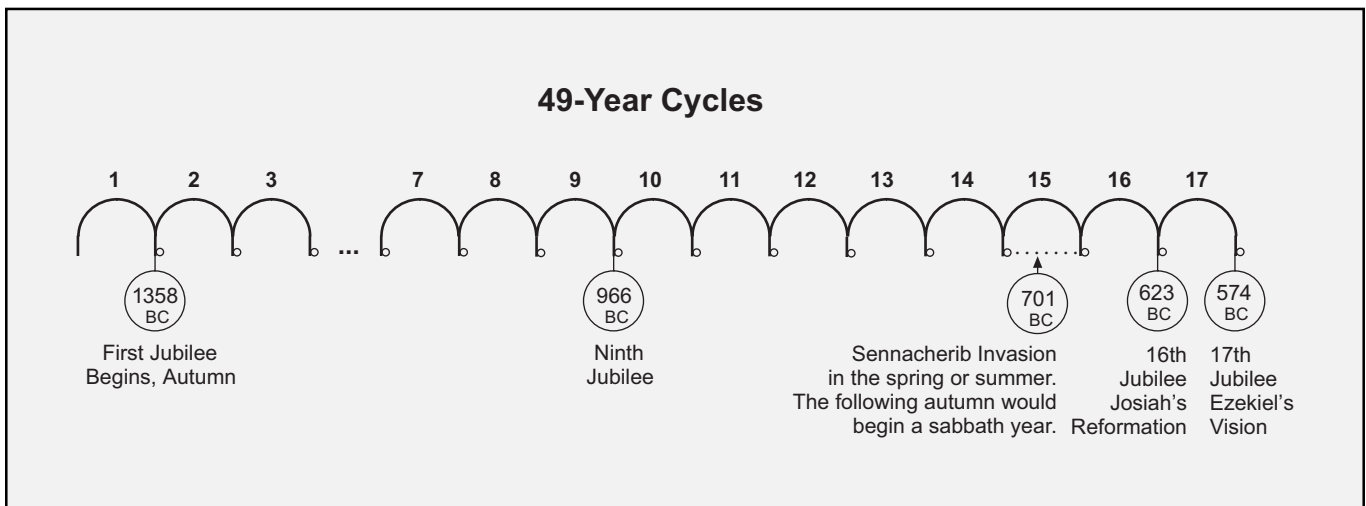 49-Year Cycles
1 2 3 7 8 9 10 11 12 13 14 15 16 17
...
1358
BC
First Jubilee
Begins, Autumn
966
BC
Ninth
Jubilee
701
BC
Sennacherib Invasion
in the spring or summer.
The following autumn would
begin a sabbath year.
623
BC
16th
Jubilee
Josiah's
Reformation
574
BC
17th
Jubilee
Ezekiel's
Vision